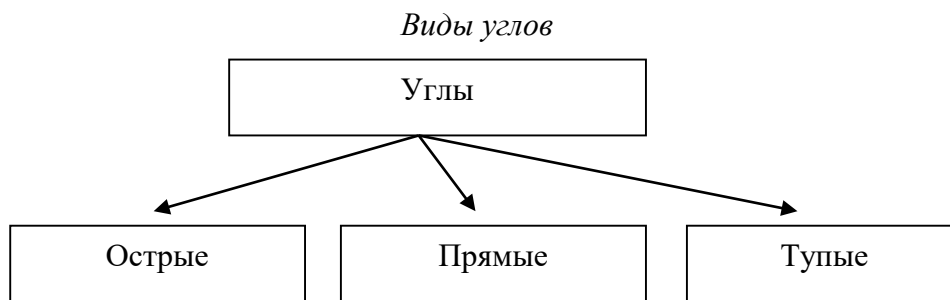 Виды углов
Углы
Острые
Прямые
Тупые